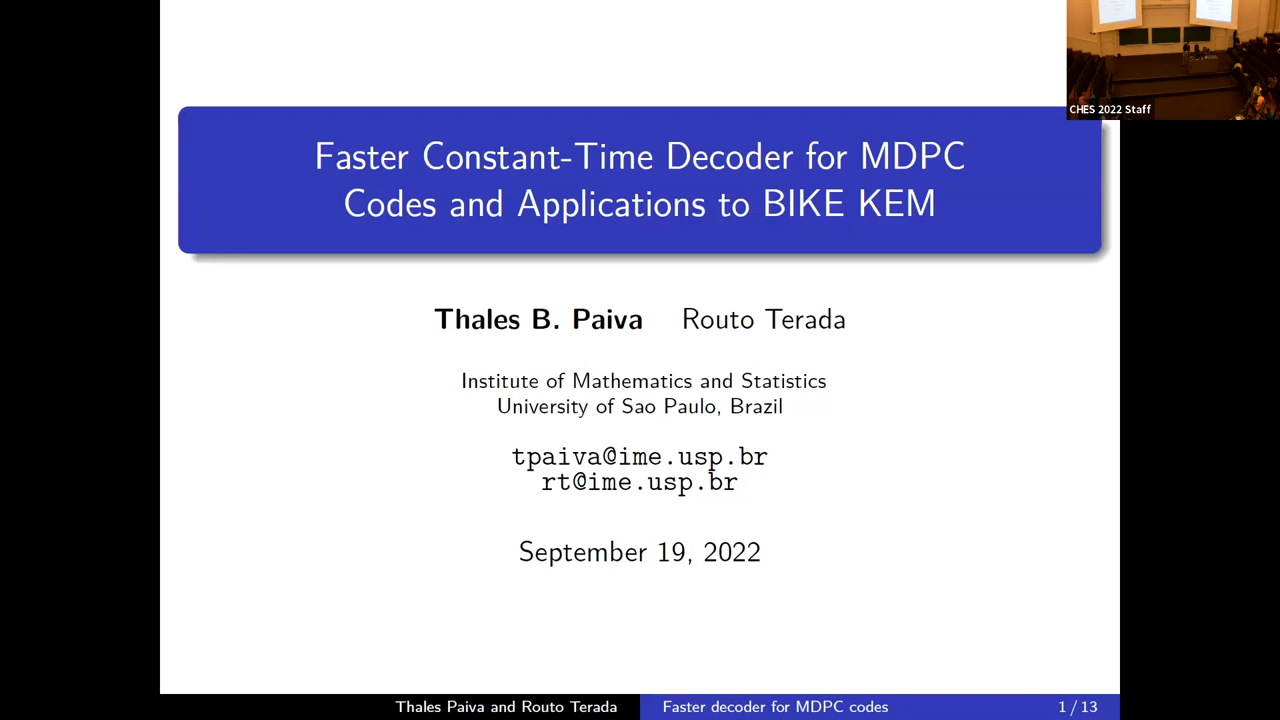 CHES 2022 Staff
Faster Constant-Time Decoder for MDPC
Codes and Applications to BIKE KEM
Thales B. Paiva Routo Terada
Institute of Mathematics and Statistics
University of Sao Paulo, Brazil
tpaiva@ime.usp.br
rt@ime.usp.br
September 19, 2022
Thales Paiva and Routo Terada Faster decoder for MDPC codes 1 / 13